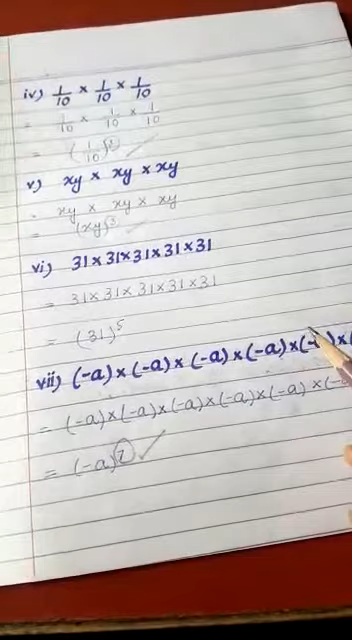 iv) 1/10 × 1/10 × 1/10
= 1/10 × 1/10 × 1/10
= (1/10)³
v) xy × xy × xy
= xy × xy × xy
= (xy)³
vi) 31×31×31×31×31
= 31×31×31×31×31
= (31)⁵
vii) (-a)×(-a)×(-a)×(-a)×(-
= (-a)×(-a)×(-a)×(-a)×(-a)×(-a
= (-a)⁷